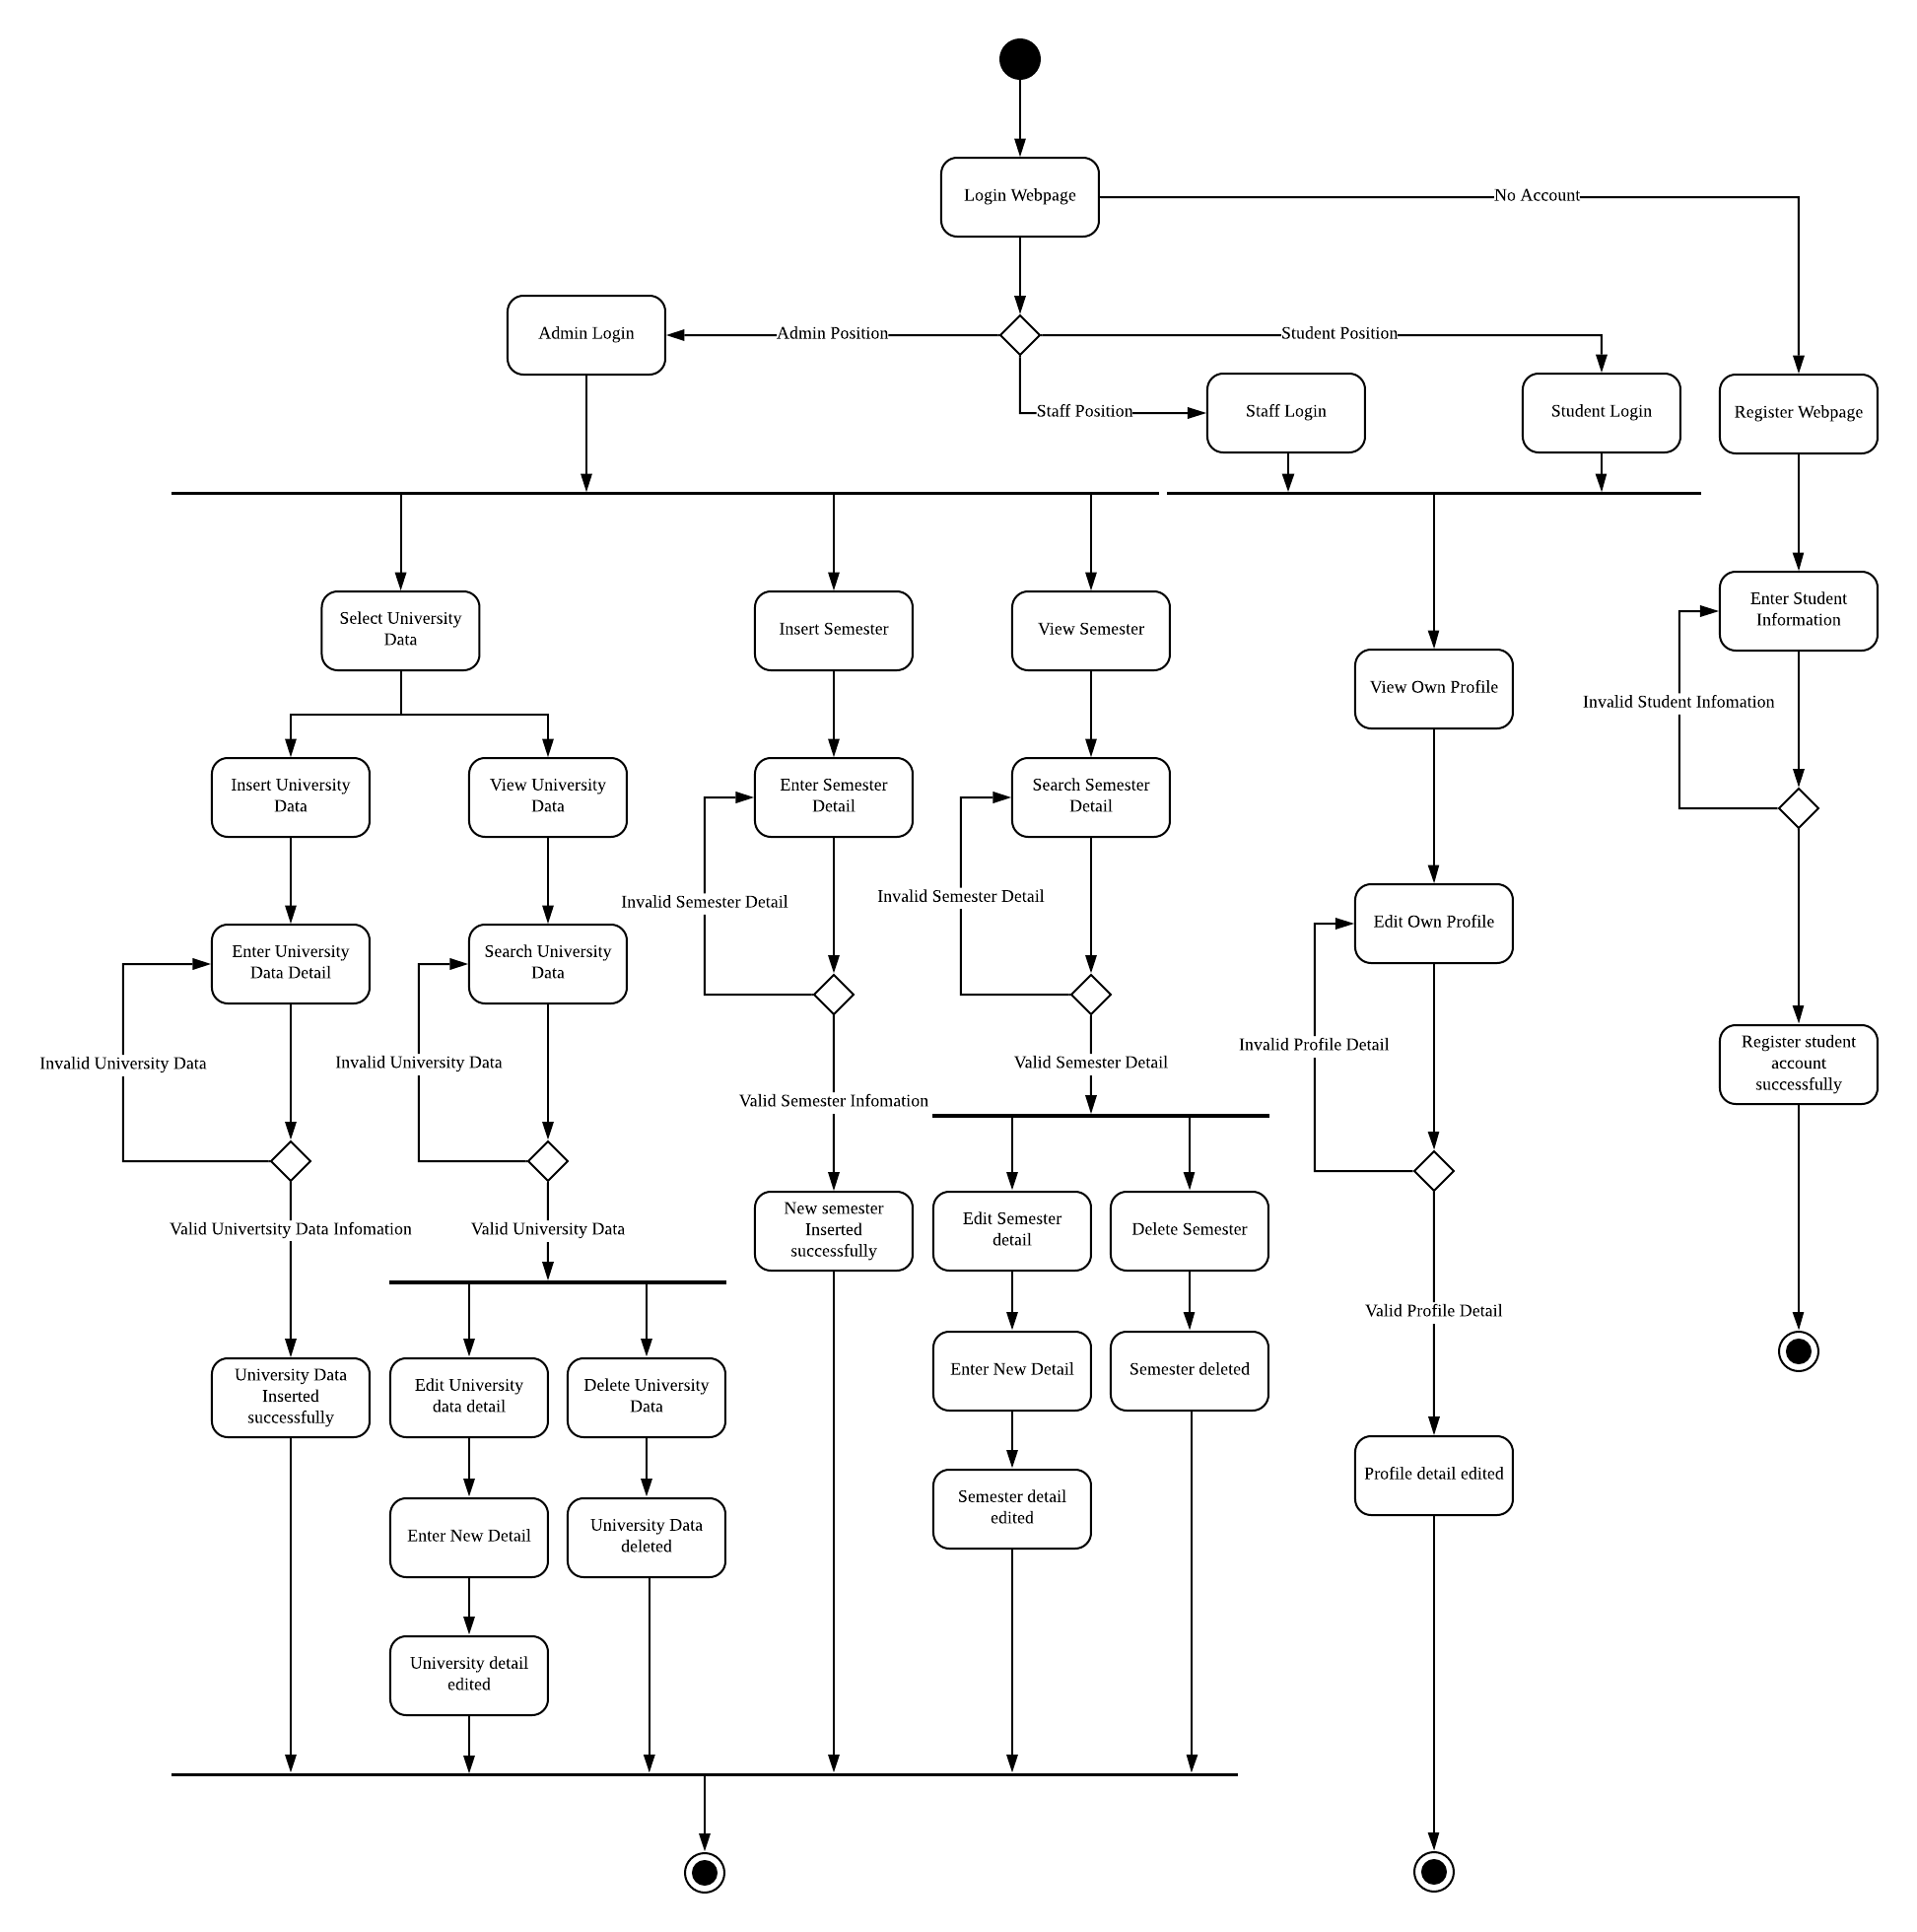 Login Webpage
No Account
Admin Login
Admin Position
Student Position
Staff Position
Staff Login
Student Login
Register Webpage
Select University
Data
Insert Semester
View Semester
Enter Student
Information
View Own Profile
Invalid Student Infomation
Insert University
Data
View University
Data
Enter Semester
Detail
Search Semester
Detail
Invalid Semester Detail
Invalid Semester Detail
Edit Own Profile
Enter University
Data Detail
Search University
Data
Invalid University Data
Invalid University Data
Valid Semester Detail
Invalid Profile Detail
Register student
account
successfully
Valid Semester Infomation
Valid Univertsity Data Infomation
Valid University Data
New semester
Inserted
successfully
Edit Semester
detail
Delete Semester
Valid Profile Detail
University Data
Inserted
successfully
Edit University
data detail
Delete University
Data
Enter New Detail
Semester deleted
Profile detail edited
Enter New Detail
University Data
deleted
Semester detail
edited
University detail
edited